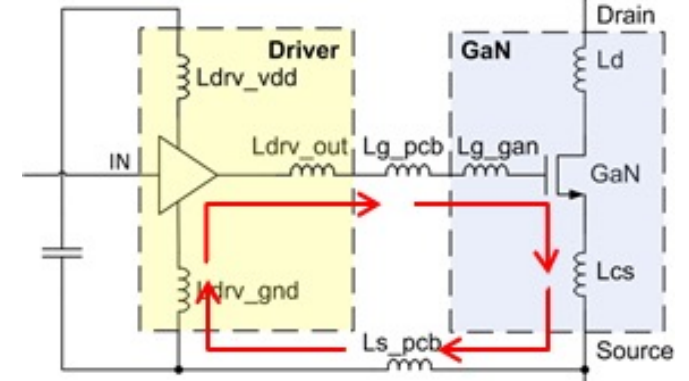 Drain
Driver
GaN
Ld
Ldrv_vdd
IN
Ldrv_out
Lg_pcb
Lg_gan
GaN
Ldrv_gnd
Lcs
Ls_pcb
Source